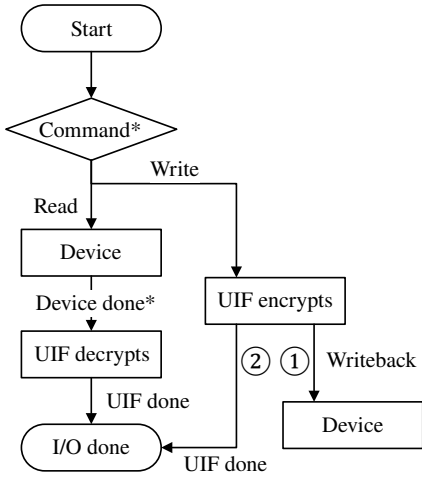 Start
Command*
Write
Read
Device
UIF encrypts
Device done*
UIF decrypts
② ① Writeback
UIF done
Device
I/O done
UIF done